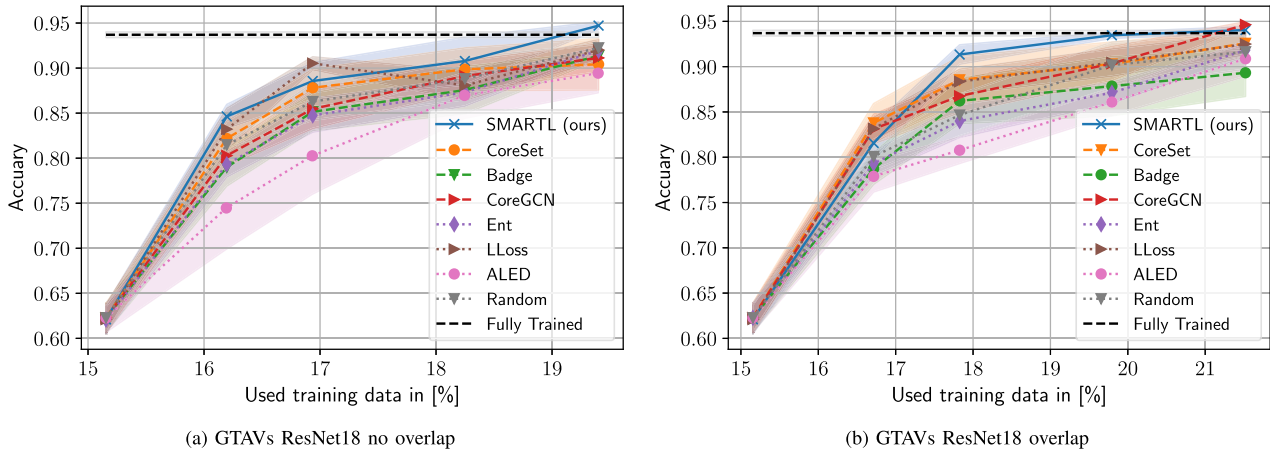 0.95
0.90
0.85
0.80
0.75
0.70
0.65
0.60
Accuary
15 16 17 18 19
Used training data in [%]
SMARTL (ours)
CoreSet
Badge
CoreGCN
Ent
LLoss
ALED
Random
Fully Trained
(a) GTAVs ResNet18 no overlap
0.95
0.90
0.85
0.80
0.75
0.70
0.65
0.60
Accuary
15 16 17 18 19 20 21
Used training data in [%]
SMARTL (ours)
CoreSet
Badge
CoreGCN
Ent
LLoss
ALED
Random
Fully Trained
(b) GTAVs ResNet18 overlap